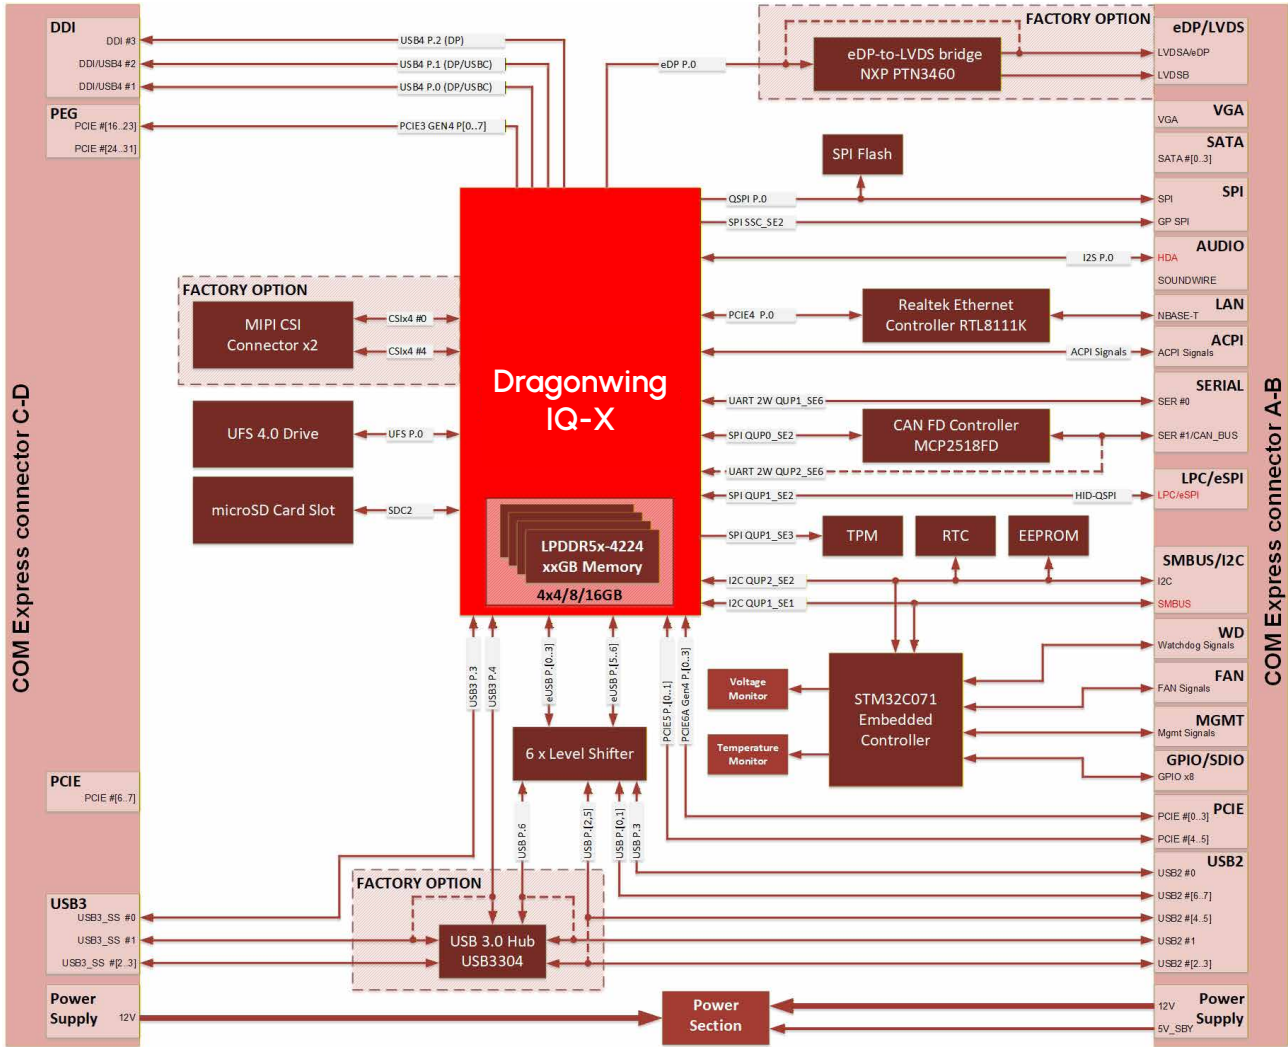 COM Express connector C-D
DDI
DDI #3
DDI/USB4 #2
DDI/USB4 #1
PEG
PCIE #[16..23]
PCIE #[24..31]
USB4 P.2 (DP)
USB4 P.1 (DP/USBC)
USB4 P.0 (DP/USBC)
PCIE3 GEN4 P[0..7]
eDP P.0
FACTORY OPTION
eDP-to-LVDS bridge
NXP PTN3460
eDP/LVDS
LVDSA/eDP
LVDSB
VGA
VGA
SATA
SATA #[0..3]
SPI Flash
QSPI P.0
SPI SSC_SE2
SPI
SPI
GP SPI
I2S P.0
AUDIO
HDA
SOUNDWIRE
PCIE4 P.0
Realtek Ethernet
Controller RTL8111K
LAN
NBASE-T
ACPI Signals
ACPI
ACPI Signals
FACTORY OPTION
MIPI CSI
Connector x2
CSIx4 #0
CSIx4 #4
UFS 4.0 Drive
UFS P.0
microSD Card Slot
SDC2
Dragonwing
IQ-X
LPDDR5x-4224
xxGB Memory
4x4/8/16GB
UART 2W QUP1_SE6
SPI QUP0_SE2
CAN FD Controller
MCP2518FD
UART 2W QUP2_SE6
SERIAL
SER #0
SER #1/CAN_BUS
SPI QUP1_SE2
HID-QSPI
LPC/eSPI
LPC/eSPI
SPI QUP1_SE3
TPM
RTC
EEPROM
I2C QUP2_SE2
I2C QUP1_SE1
SMBUS/I2C
I2C
SMBUS
Voltage
Monitor
Temperature
Monitor
STM32C071
Embedded
Controller
WD
Watchdog Signals
FAN
FAN Signals
MGMT
Mgmt Signals
GPIO/SDIO
GPIO x8
USB3 P.3
USB3 P.4
eUSB P.[0..3]
eUSB P.[5..6]
PCIE5 P.[0..1]
PCIE6A Gen4 P.[0..3]
6 x Level Shifter
USB P.6
USB P.[2,5]
USB P.[0,1]
USB P.3
PCIE
PCIE #[6..7]
PCIE
PCIE #[0..3]
PCIE #[4..5]
USB2
USB2 #0
USB2 #[6..7]
USB2 #[4..5]
USB2 #1
USB2 #[2..3]
FACTORY OPTION
USB 3.0 Hub
USB3304
USB3
USB3_SS #0
USB3_SS #1
USB3_SS #[2..3]
Power
Supply
12V
Power
Section
Power
Supply
12V
5V_SBY
COM Express connector A-B